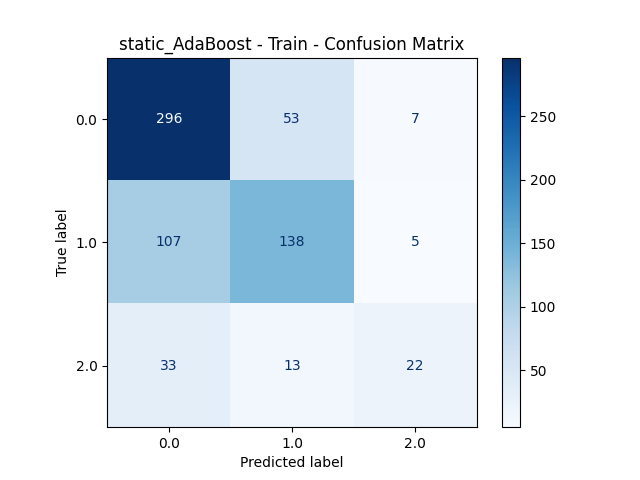 static_AdaBoost - Train - Confusion Matrix
0.0 296 53 7
1.0 107 138 5
2.0 33 13 22
0.0 1.0 2.0
Predicted label
True label
250
200
150
100
50